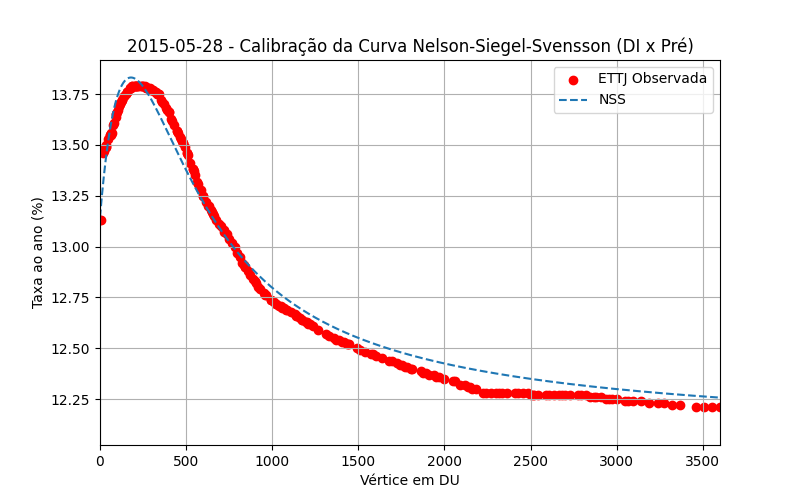 2015-05-28 - Calibração da Curva Nelson-Siegel-Svensson (DI x Pré)
ETTJ Observada
NSS
Taxa ao ano (%)
13.75
13.50
13.25
13.00
12.75
12.50
12.25
0 500 1000 1500 2000 2500 3000 3500
Vértice em DU